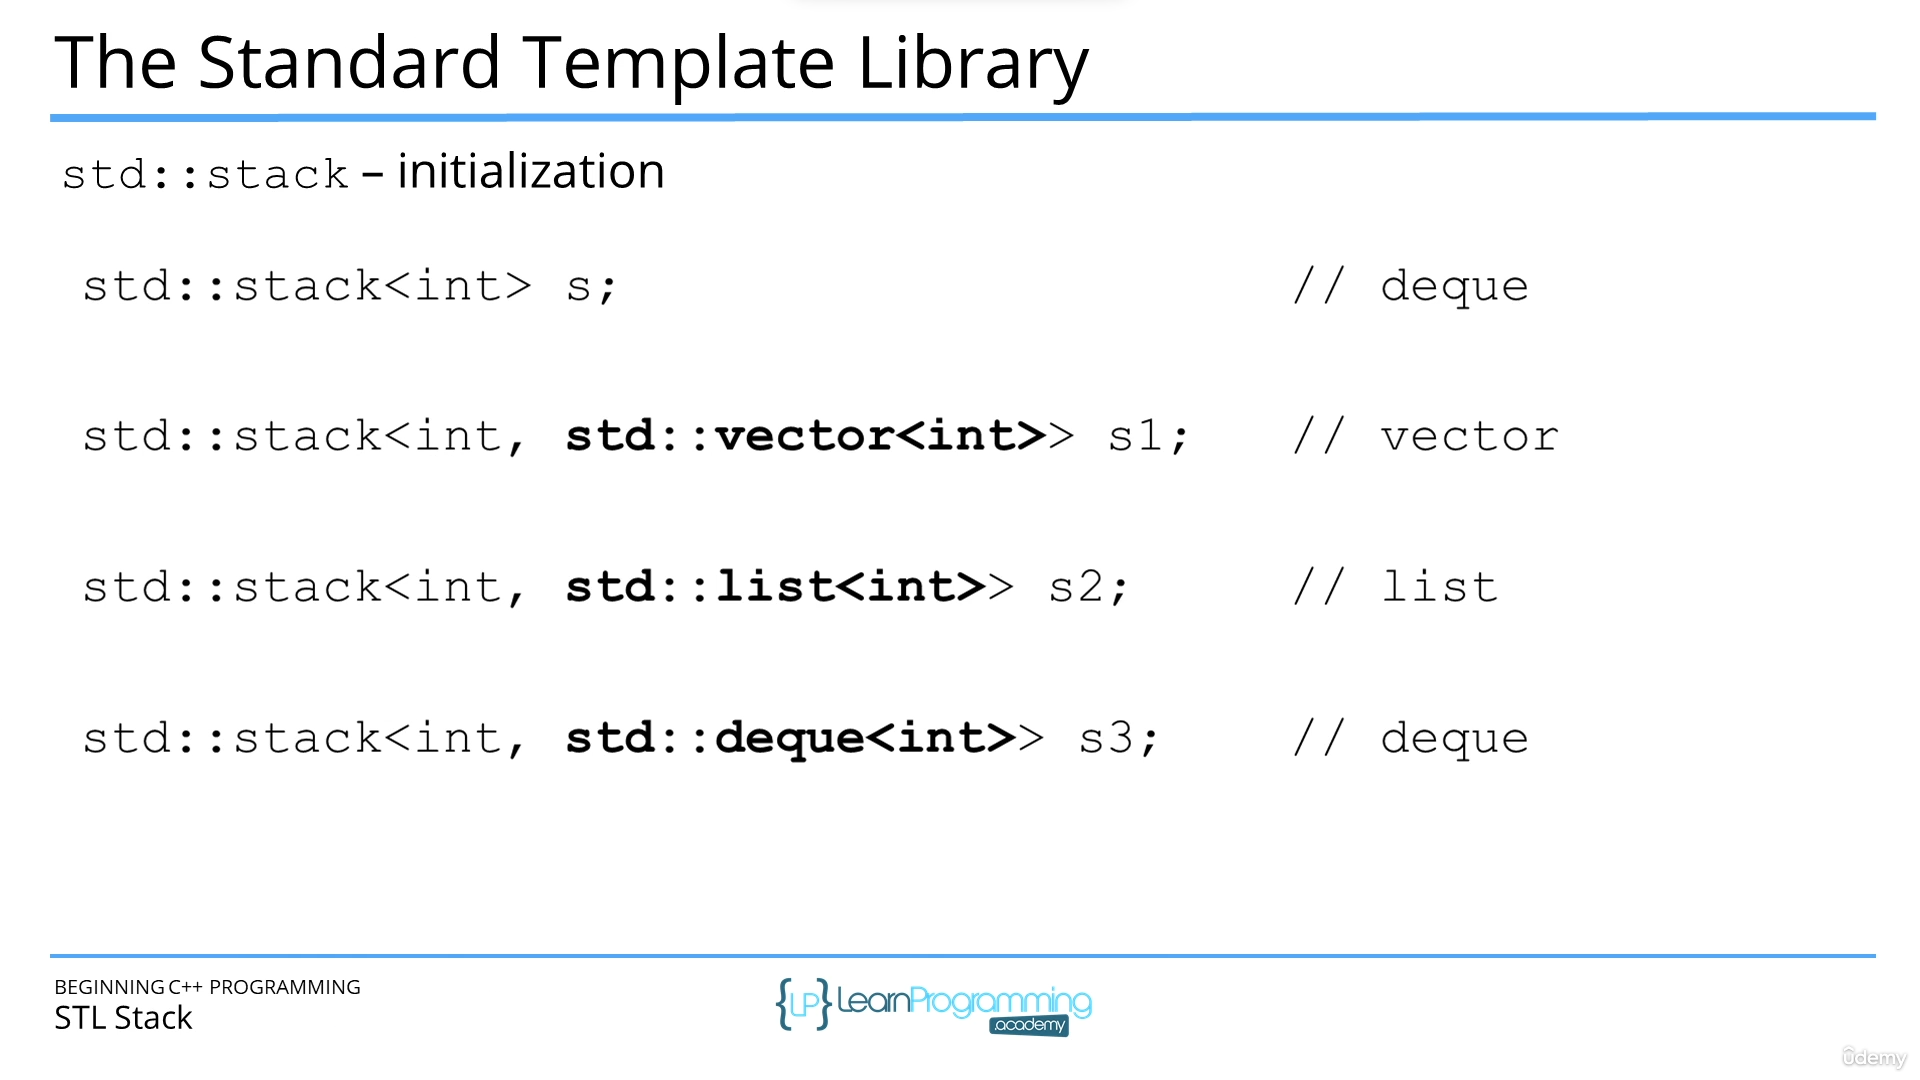 The Standard Template Library
std::stack – initialization
std::stack<int> s; // deque
std::stack<int, std::vector<int>> s1; // vector
std::stack<int, std::list<int>> s2; // list
std::stack<int, std::deque<int>> s3; // deque
BEGINNING C++ PROGRAMMING
STL Stack
{LP} LearnProgramming
.academy
ûdemy